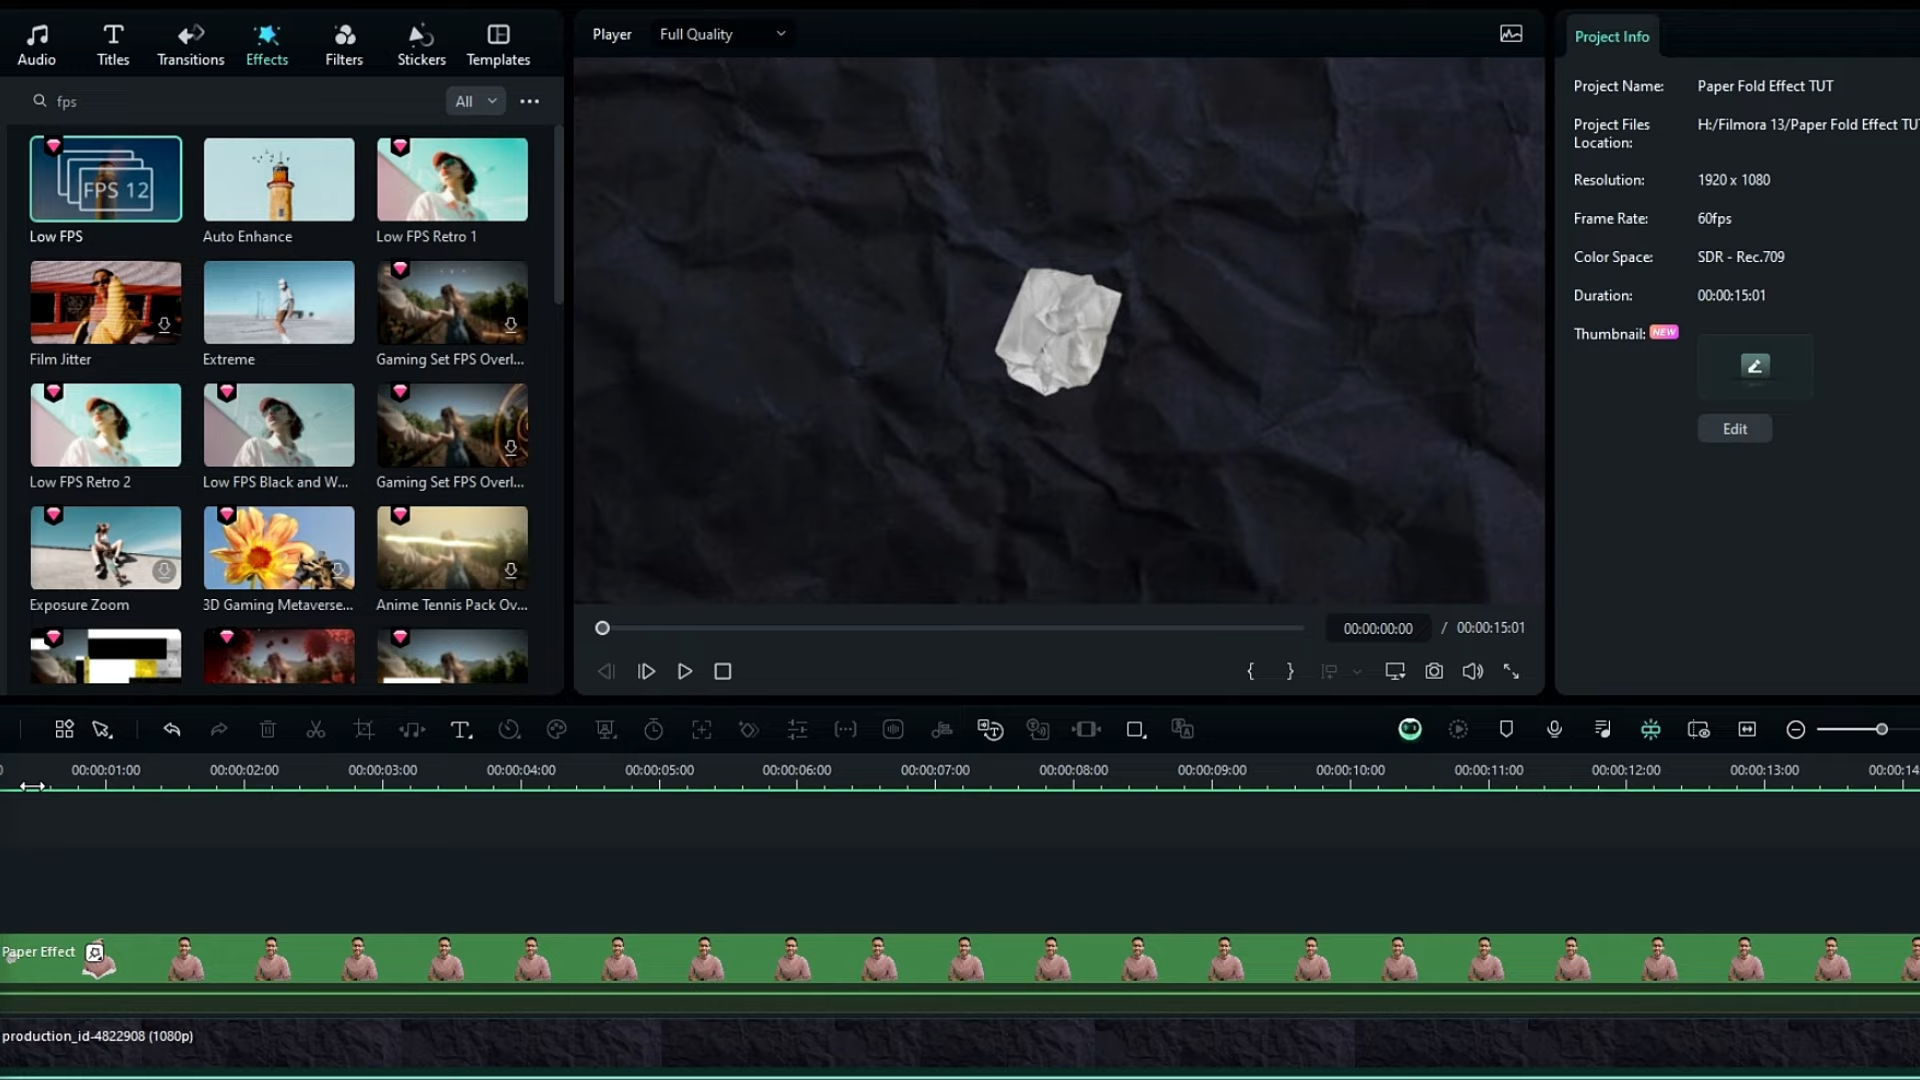 Audio
Titles
Transitions
Effects
Filters
Stickers
Templates
fps
All
FPS 12
Low FPS
Auto Enhance
Low FPS Retro 1
Film Jitter
Extreme
Gaming Set FPS Overl...
Low FPS Retro 2
Low FPS Black and W...
Gaming Set FPS Overl...
Exposure Zoom
3D Gaming Metaverse...
Anime Tennis Pack Ov...
Player
Full Quality
00:00:00:00 / 00:00:15:01
Project Info
Project Name: Paper Fold Effect TUT
Project Files Location: H:/Filmora 13/Paper Fold Effect TU
Resolution: 1920 x 1080
Frame Rate: 60fps
Color Space: SDR - Rec.709
Duration: 00:00:15:01
Thumbnail: NEW
Edit
0
00:00:01:00
00:00:02:00
00:00:03:00
00:00:04:00
00:00:05:00
00:00:06:00
00:00:07:00
00:00:08:00
00:00:09:00
00:00:10:00
00:00:11:00
00:00:12:00
00:00:13:00
00:00:14
Paper Effect
production_id-4822908 (1080p)